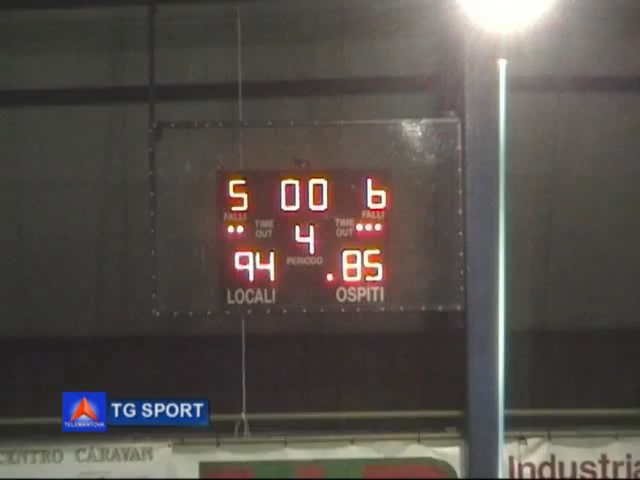 5 00 6
FALLI FALLI
TIME OUT TIME OUT
4
PERIODO
94 .85
LOCALI OSPITI
TELEMANTOVA
TG SPORT
CENTRO CARAVAN
Industria